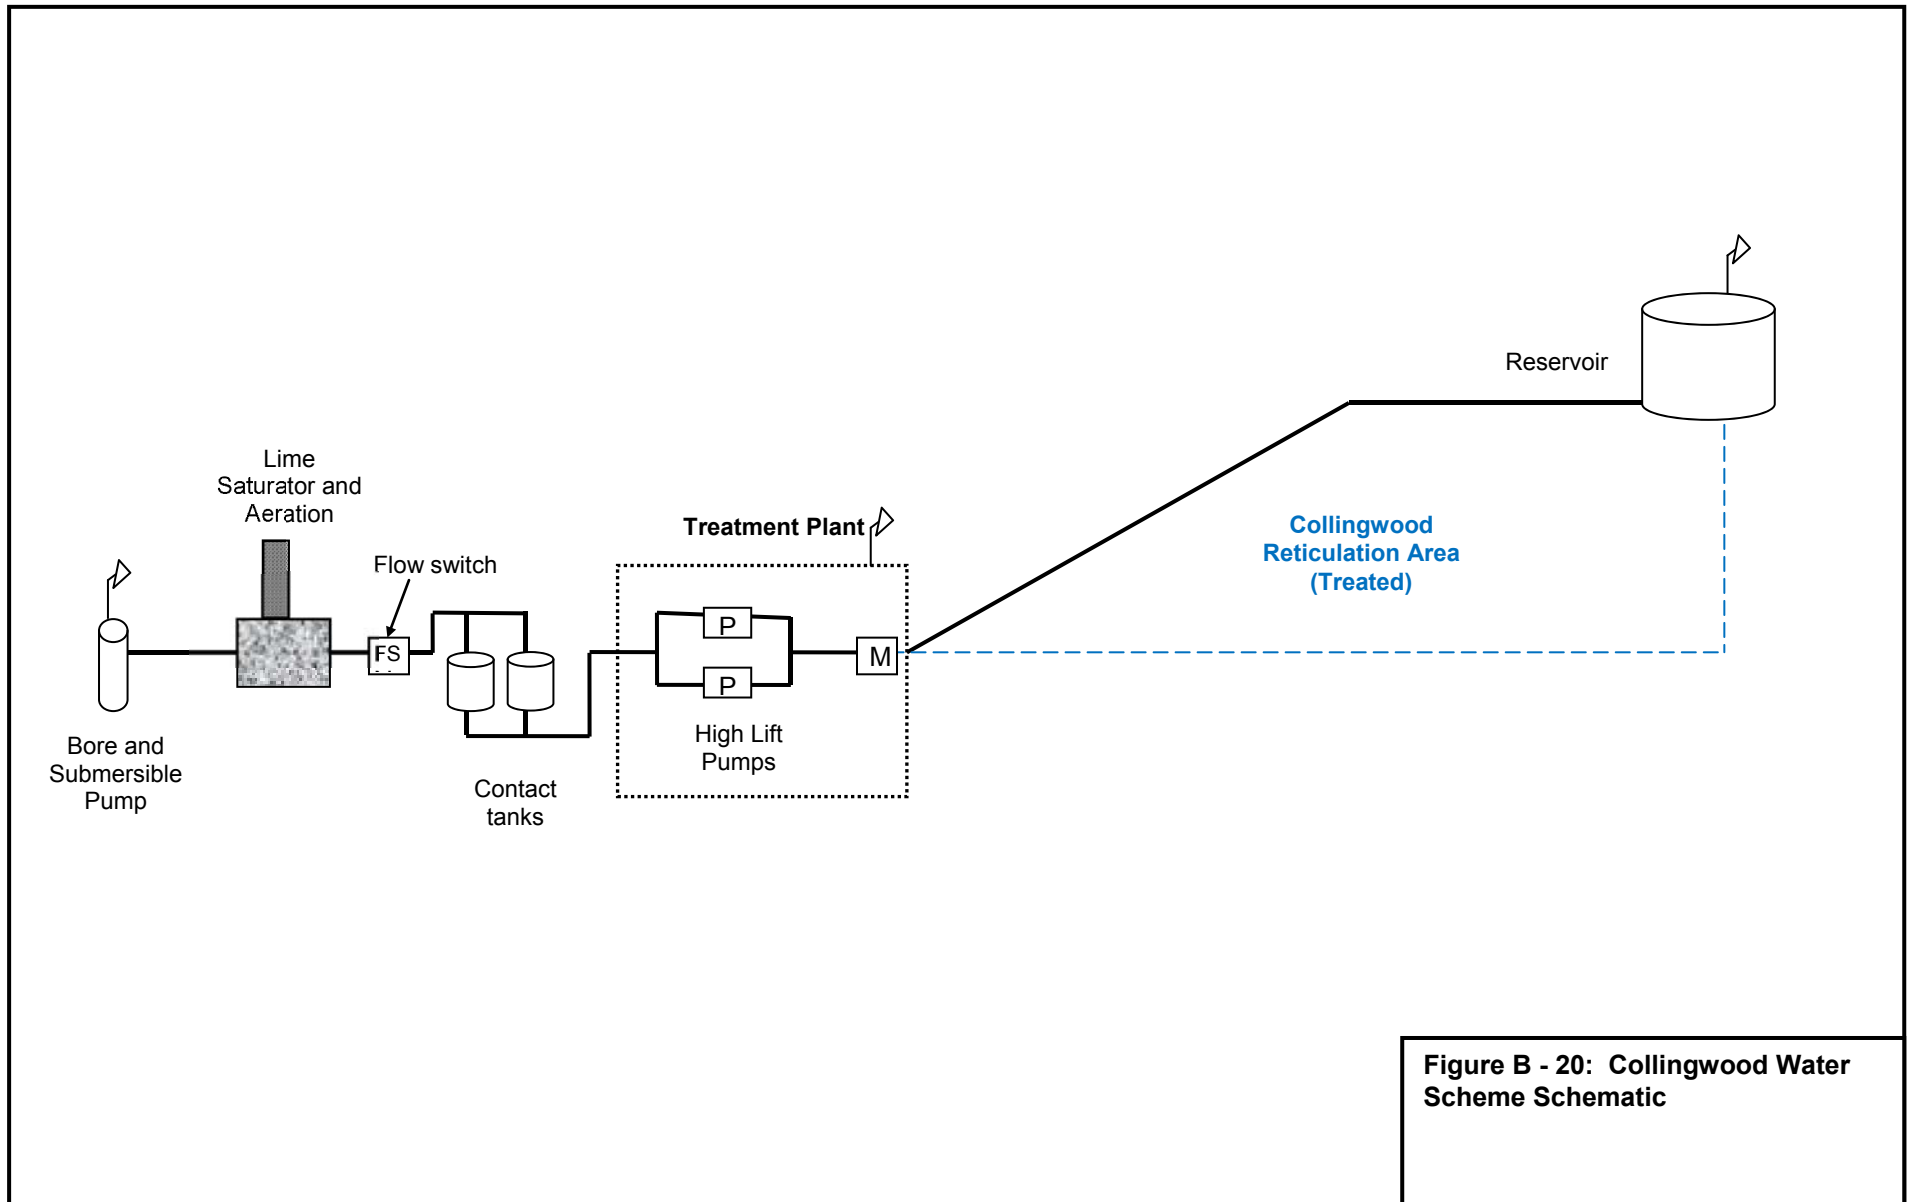 Reservoir
Lime
Saturator and
Aeration
Treatment Plant
Collingwood
Reticulation Area
(Treated)
Flow switch
P
FS
M
P
Bore and
Submersible
Pump
High Lift
Pumps
Contact
tanks
Figure B - 20: Collingwood Water
Scheme Schematic